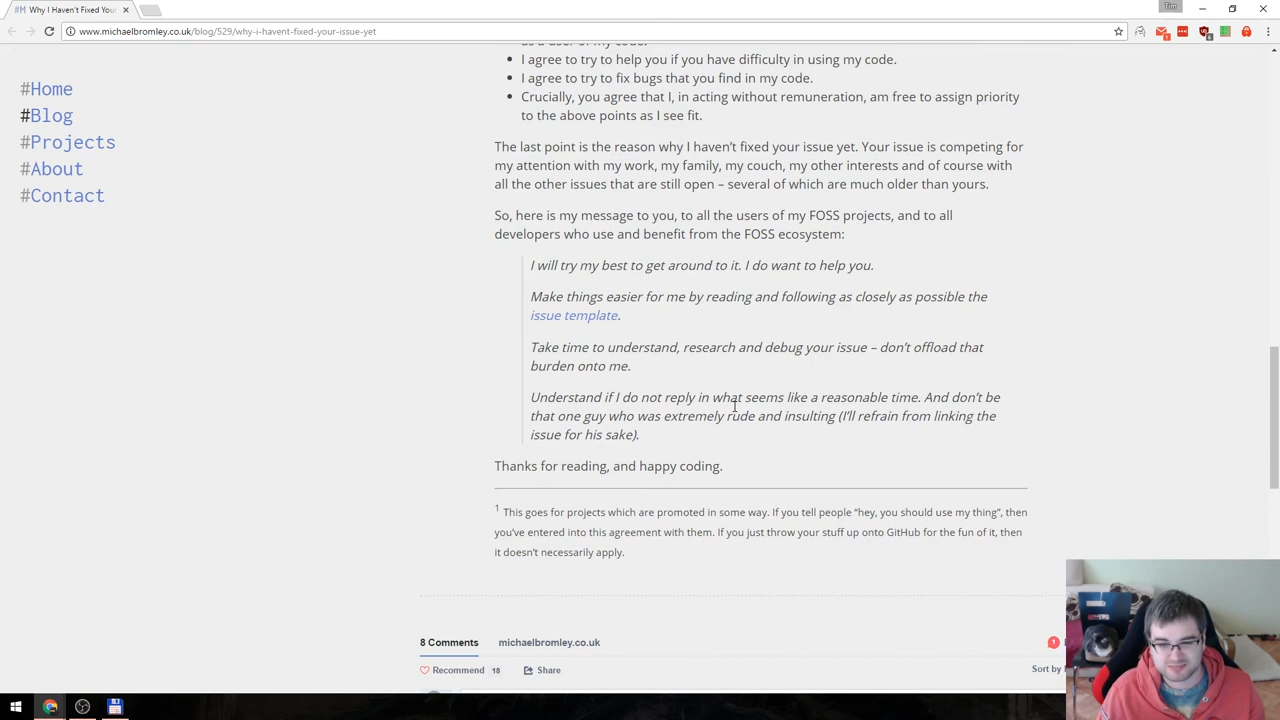 #M Why I Haven't Fixed You
Tim
www.michaelbromley.co.uk/blog/529/why-i-havent-fixed-your-issue-yet
#Home
#Blog
#Projects
#About
#Contact
as a user of my code.
I agree to try to help you if you have difficulty in using my code.
I agree to try to fix bugs that you find in my code.
Crucially, you agree that I, in acting without remuneration, am free to assign priority
to the above points as I see fit.
The last point is the reason why I haven't fixed your issue yet. Your issue is competing for
my attention with my work, my family, my couch, my other interests and of course with
all the other issues that are still open – several of which are much older than yours.
So, here is my message to you, to all the users of my FOSS projects, and to all
developers who use and benefit from the FOSS ecosystem:
I will try my best to get around to it. I do want to help you.
Make things easier for me by reading and following as closely as possible the
issue template.
Take time to understand, research and debug your issue – don't offload that
burden onto me.
Understand if I do not reply in what seems like a reasonable time. And don't be
that one guy who was extremely rude and insulting (I'll refrain from linking the
issue for his sake).
Thanks for reading, and happy coding.
1 This goes for projects which are promoted in some way. If you tell people “hey, you should use my thing”, then
you've entered into this agreement with them. If you just throw your stuff up onto GitHub for the fun of it, then
it doesn't necessarily apply.
8 Comments
michaelbromley.co.uk
1
Recommend 18
Share
Sort by